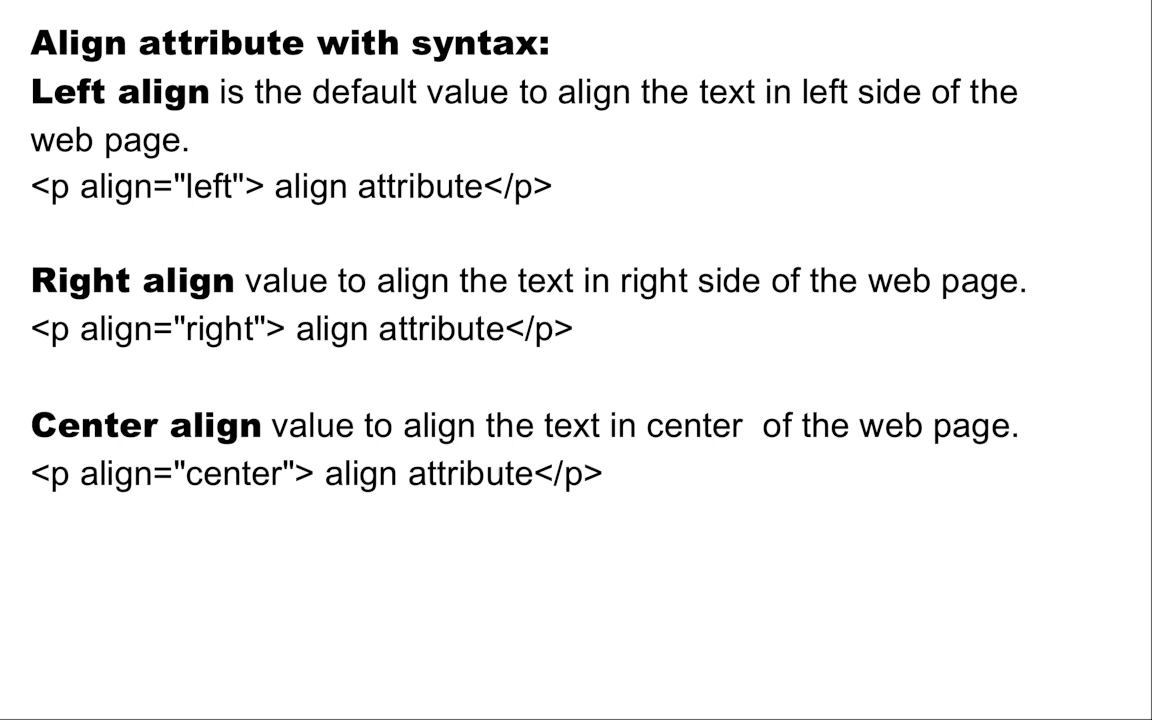 Align attribute with syntax:
Left align is the default value to align the text in left side of the
web page.
<p align="left"> align attribute</p>
Right align value to align the text in right side of the web page.
<p align="right"> align attribute</p>
Center align value to align the text in center  of the web page.
<p align="center"> align attribute</p>